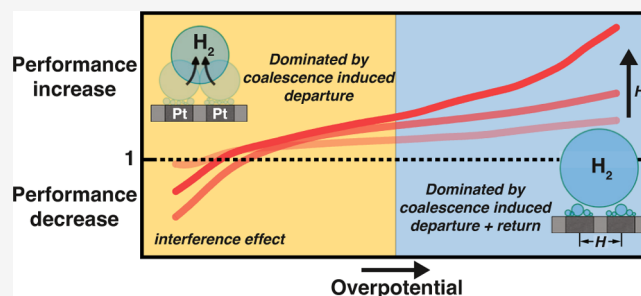 Performance
increase
1
Performance
decrease
H2
Pt Pt
Dominated by
coalescence induced
departure
interference effect
H
H2
Dominated by
coalescence induced
departure + return
H
Overpotential